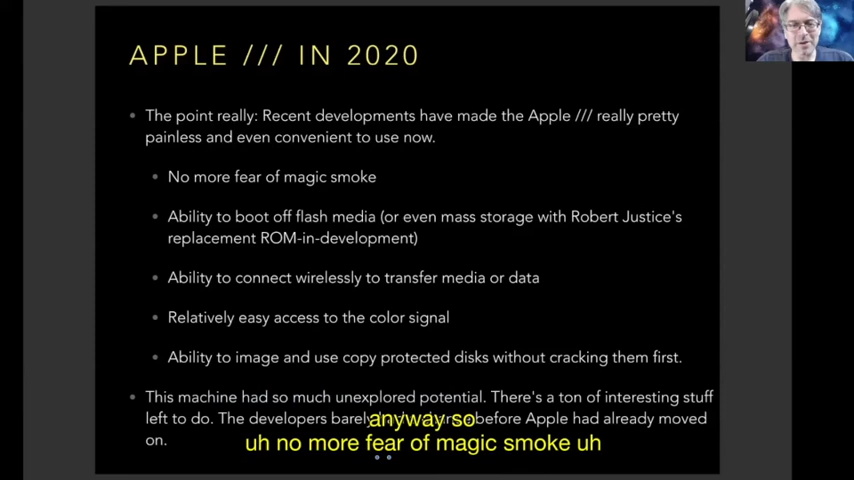 APPLE /// IN 2020
• The point really: Recent developments have made the Apple /// really pretty
painless and even convenient to use now.
• No more fear of magic smoke
• Ability to boot off flash media (or even mass storage with Robert Justice's
replacement ROM-in-development)
• Ability to connect wirelessly to transfer media or data
• Relatively easy access to the color signal
• Ability to image and use copy protected disks without cracking them first.
• This machine had so much unexplored potential. There's a ton of interesting stuff
left to do. The developers barely before Apple had already moved
on.
anyway so
uh no more fear of magic smoke uh